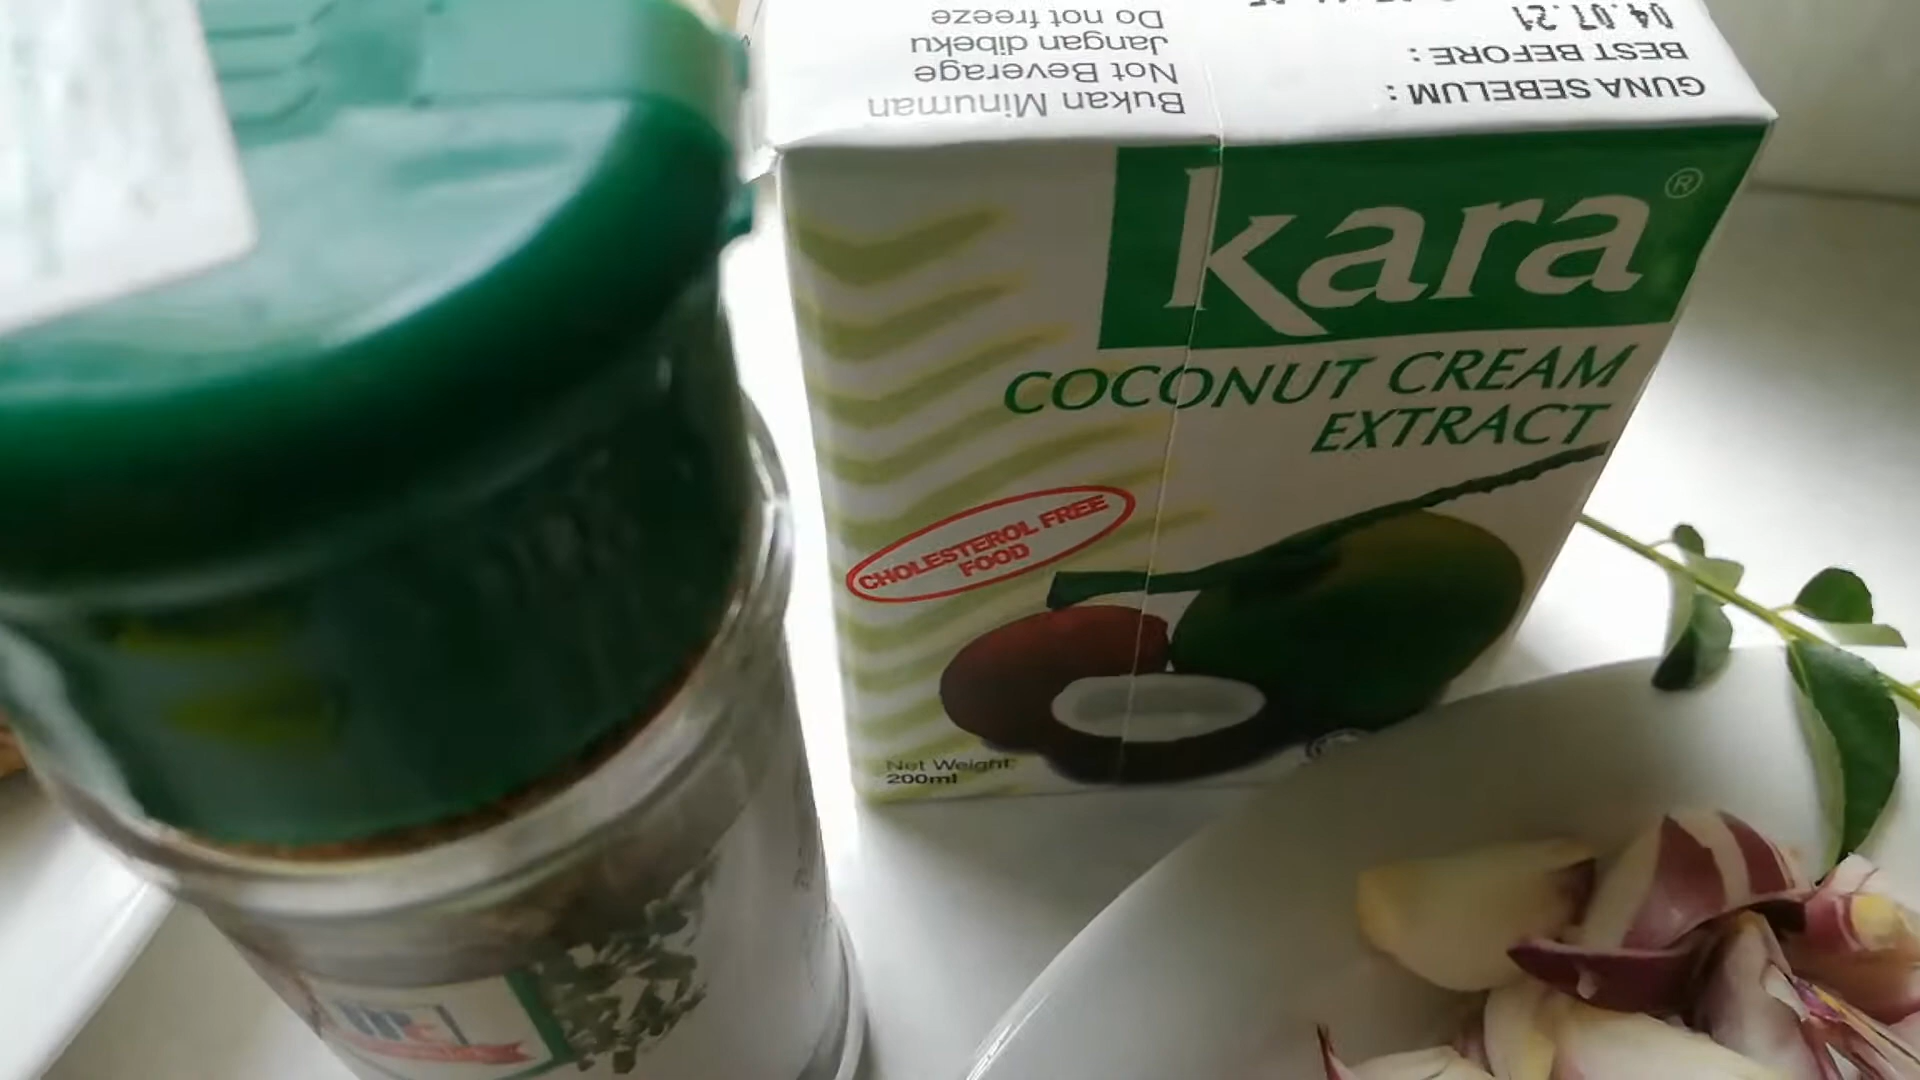 GUNA SEBELUM :
BEST BEFORE :
04.07.21
Bukan Minuman
Not Beverage
Jangan dibeku
Do not freeze
kara®
COCONUT CREAM
EXTRACT
CHOLESTEROL FREE
FOOD
Net Weight:
200ml